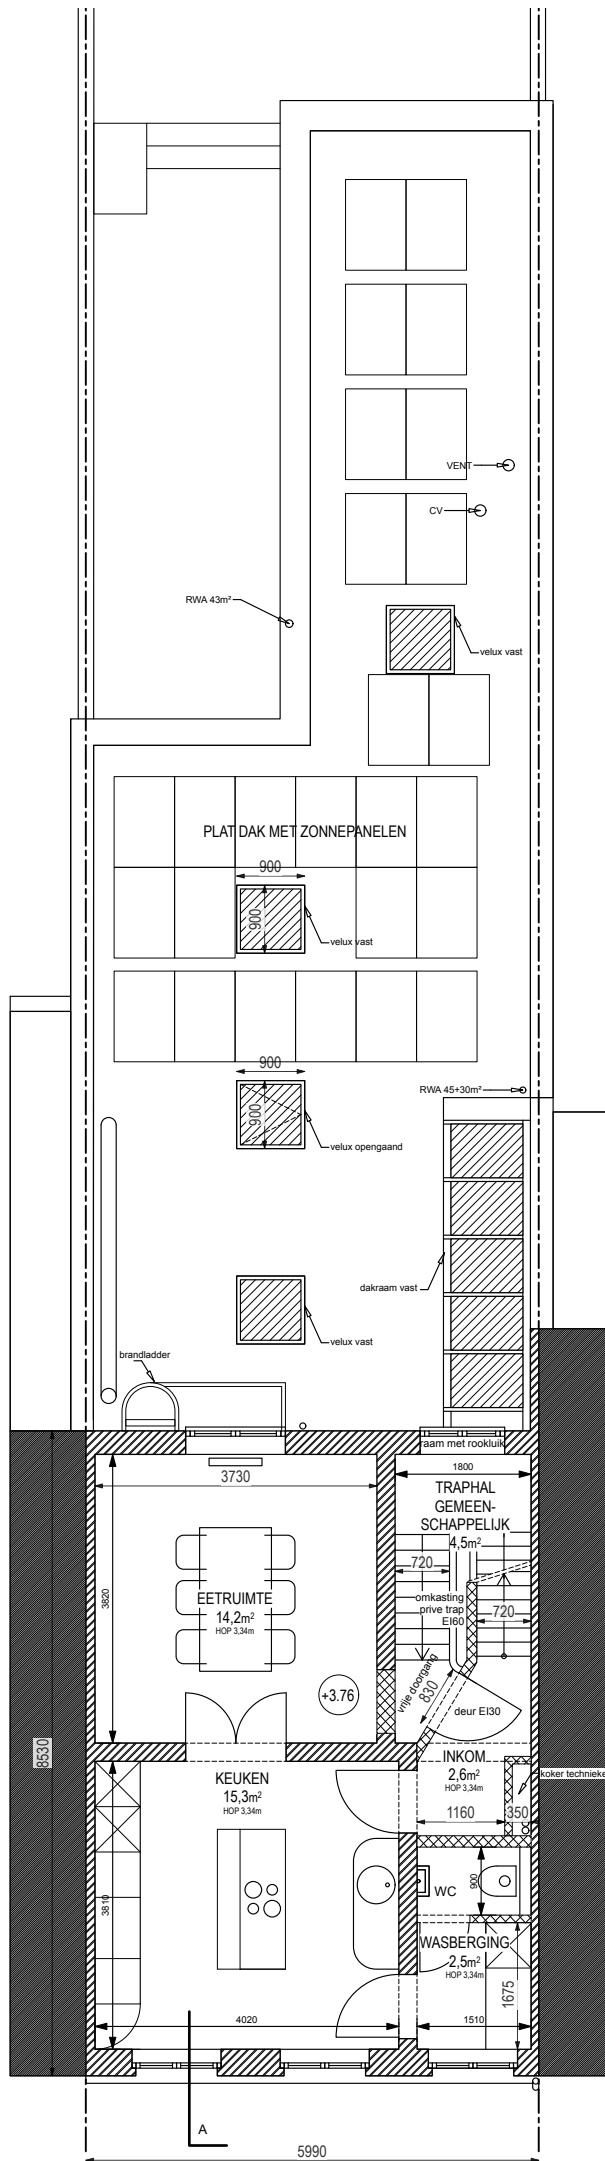 VENT
CV
RWA 43m²
velux vast
PLAT DAK MET ZONNEPANELEN
900
900
velux vast
900
900
RWA 45+30m²
velux opengaand
dakraam vast
velux vast
brandladder
raam met rookluik
3730
1800
TRAPHAL
GEMEEN-
SCHAPPELIJK
4,5m²
720
3820
EETRUIMTE
14,2m²
HOP 3,34m
omkasting
prive trap
EI60
720
vrije doorgang
830
+3.76
deur EI30
8530
KEUKEN
15,3m²
HOP 3,34m
INKOM
2,6m²
HOP 3,34m
koker technieke
1160
350
3810
WC
900
WASBERGING
2,5m²
HOP 3,34m
1675
4020
1510
A
5990